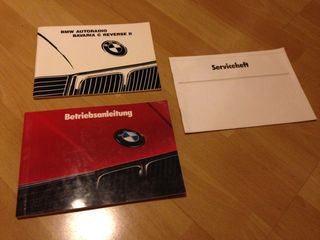 BMW AUTORADIO
BAVARIA C REVERSE II
Serviceheft
Betriebsanleitung